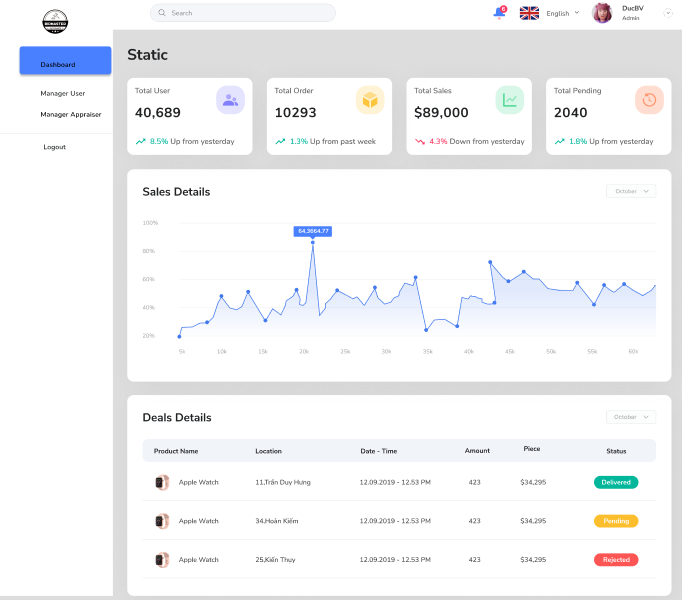 Search
6
English
DucBV
Admin
Dashboard
Manager User
Manager Appraiser
Logout
Static
Total User
40,689
8.5% Up from yesterday
Total Order
10293
1.3% Up from past week
Total Sales
$89,000
4.3% Down from yesterday
Total Pending
2040
1.8% Up from yesterday
Sales Details
October
100%
80%
60%
40%
20%
64.3664.77
5k 10k 15k 20k 25k 30k 35k 40k 45k 50k 55k 60k
Deals Details
October
Product Name Location Date - Time Amount Piece Status
Apple Watch 11,Trần Duy Hưng 12.09.2019 - 12.53 PM 423 $34,295 Delivered
Apple Watch 34,Hoàn Kiếm 12.09.2019 - 12.53 PM 423 $34,295 Pending
Apple Watch 25,Kiến Thụy 12.09.2019 - 12.53 PM 423 $34,295 Rejected